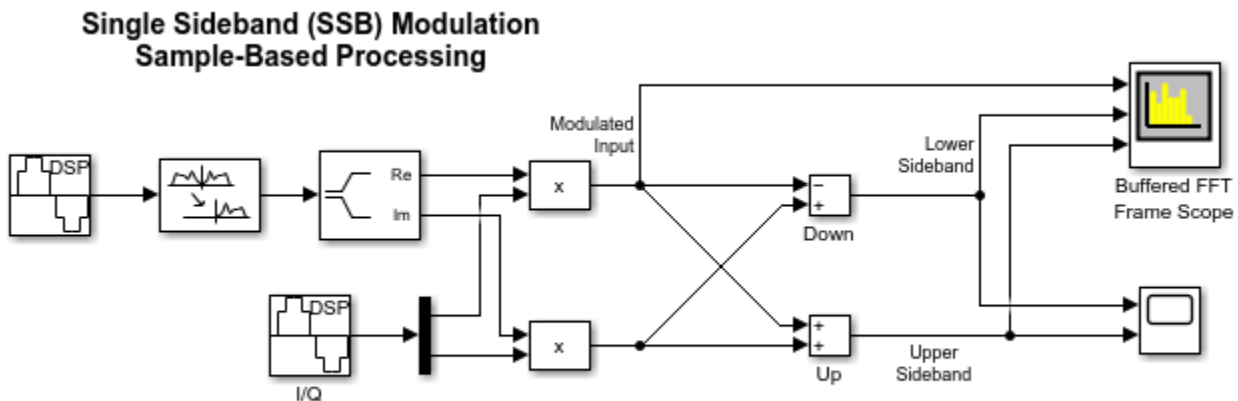 Single Sideband (SSB) Modulation
Sample-Based Processing
Modulated
Input
Lower
Sideband
Buffered FFT
Frame Scope
DSP
Re
Im
x
−
+
Down
DSP
I/Q
x
+
+
Up
Upper
Sideband